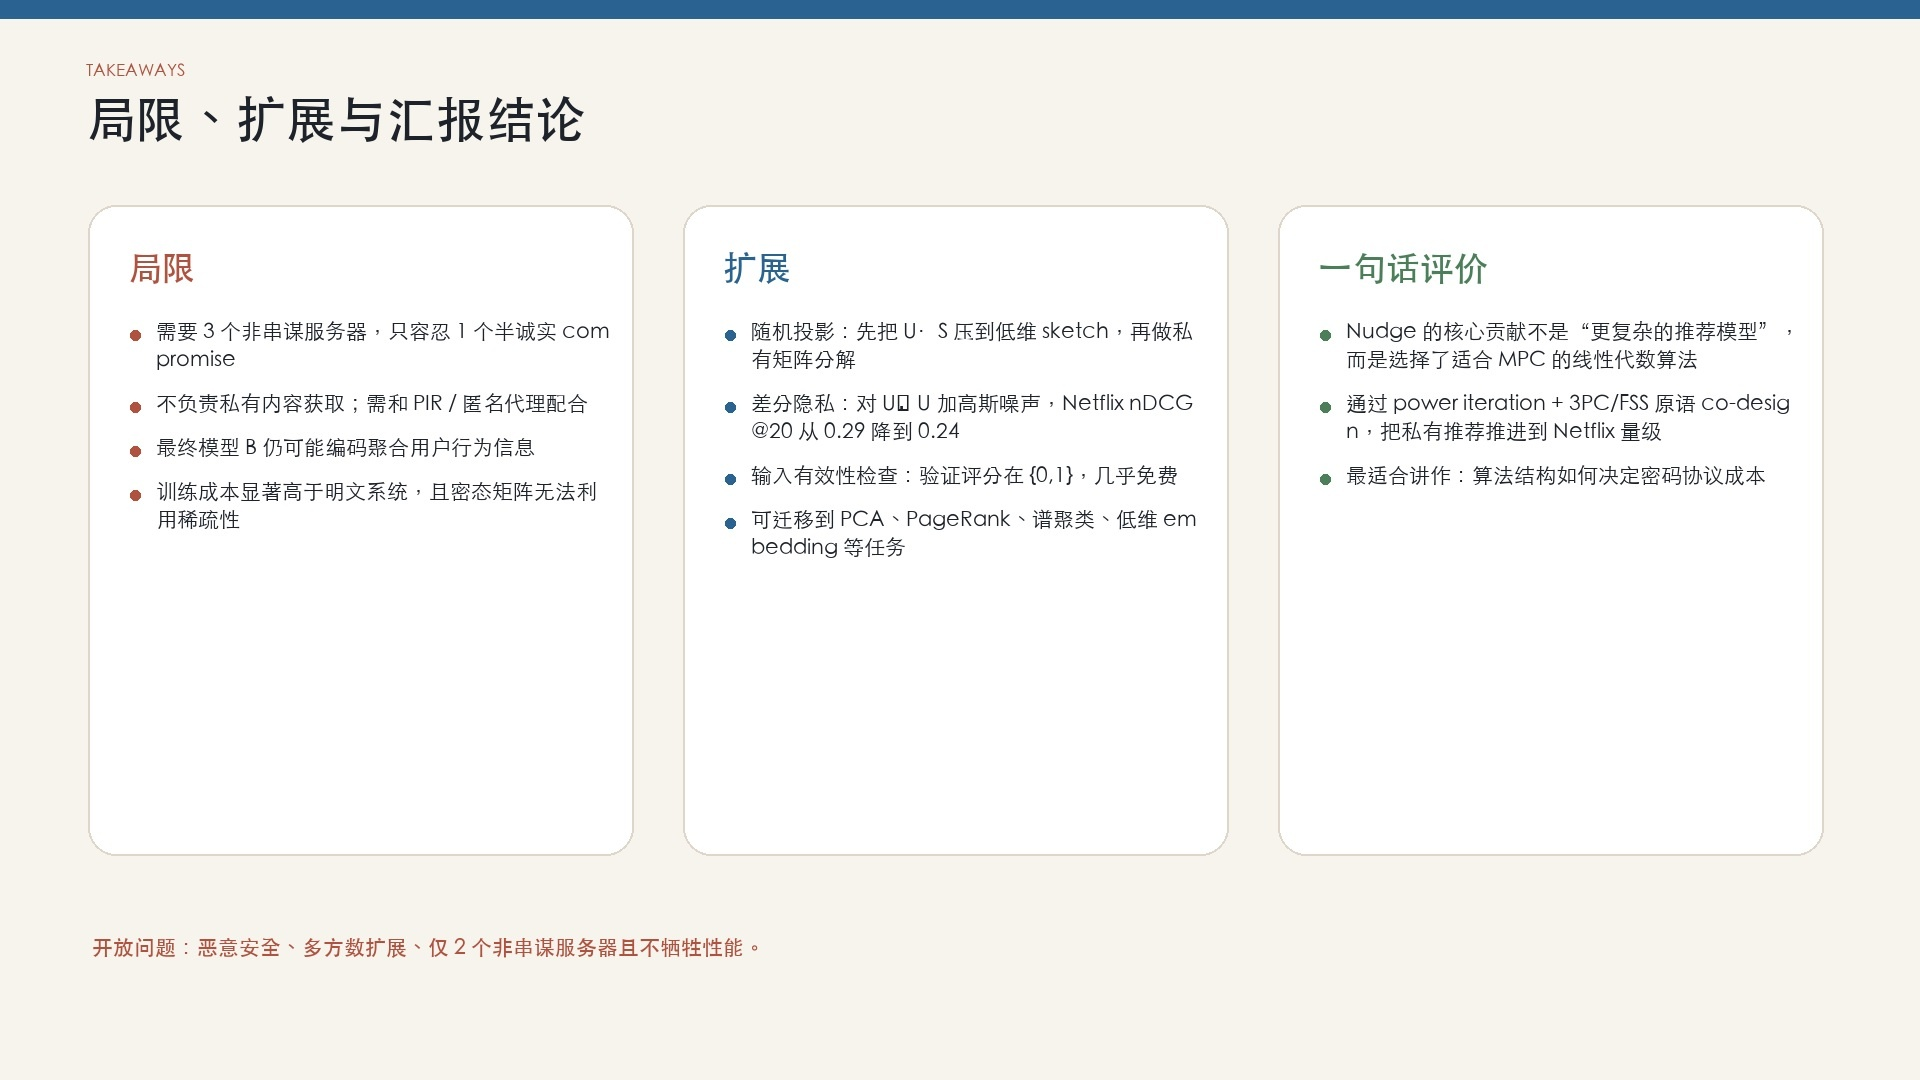 TAKEAWAYS
局限、扩展与汇报结论
局限
需要 3 个非串谋服务器，只容忍 1 个半诚实 com
promise
不负责私有内容获取；需和 PIR / 匿名代理配合
最终模型 B 仍可能编码聚合用户行为信息
训练成本显著高于明文系统，且密态矩阵无法利
用稀疏性
扩展
随机投影：先把 U· S 压到低维 sketch，再做私
有矩阵分解
差分隐私：对 U U 加高斯噪声，Netflix nDCG
@20 从 0.29 降到 0.24
输入有效性检查：验证评分在 {0,1}，几乎免费
可迁移到 PCA、PageRank、谱聚类、低维 em
bedding 等任务
一句话评价
Nudge 的核心贡献不是“更复杂的推荐模型”，
而是选择了适合 MPC 的线性代数算法
通过 power iteration + 3PC/FSS 原语 co-desig
n，把私有推荐推进到 Netflix 量级
最适合讲作：算法结构如何决定密码协议成本
开放问题：恶意安全、多方数扩展、仅 2 个非串谋服务器且不牺牲性能。